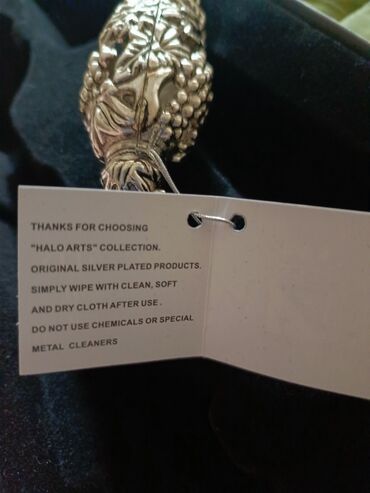 THANKS FOR CHOOSING
"HALO ARTS" COLLECTION.
ORIGINAL SILVER PLATED PRODUCTS.
SIMPLY WIPE WITH CLEAN, SOFT
AND DRY CLOTH AFTER USE .
DO NOT USE CHEMICALS OR SPECIAL
METAL CLEANERS